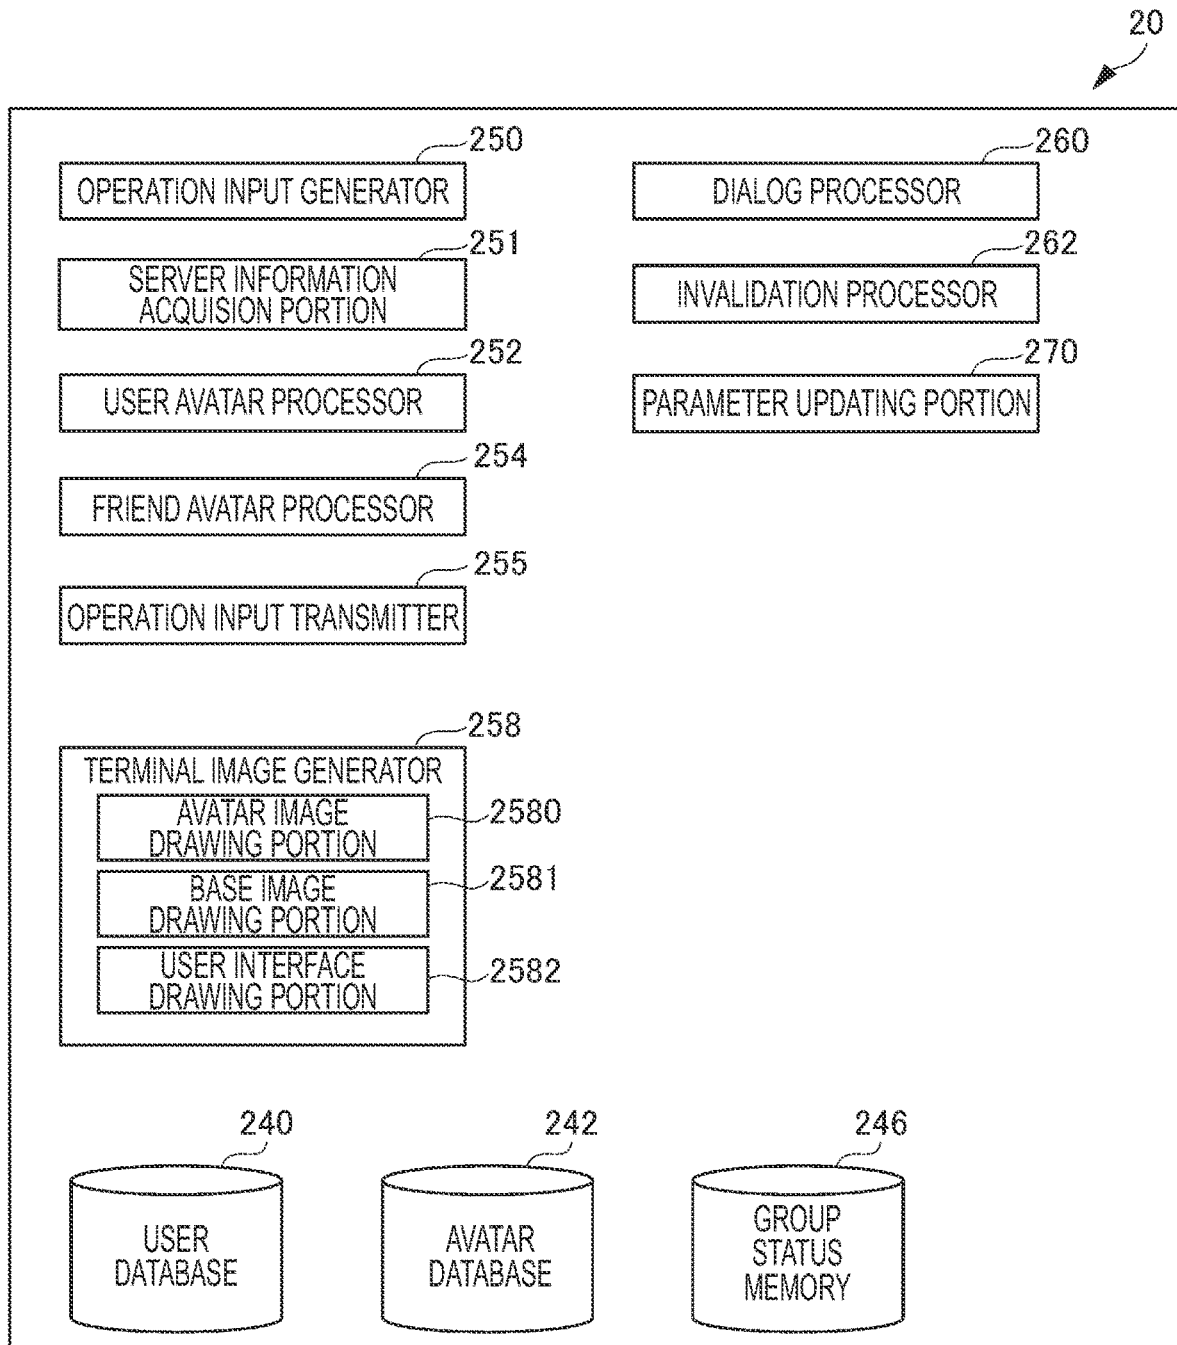 20
250
OPERATION INPUT GENERATOR
251
SERVER INFORMATION
ACQUISION PORTION
252
USER AVATAR PROCESSOR
254
FRIEND AVATAR PROCESSOR
255
OPERATION INPUT TRANSMITTER
260
DIALOG PROCESSOR
262
INVALIDATION PROCESSOR
270
PARAMETER UPDATING PORTION
258
TERMINAL IMAGE GENERATOR
AVATAR IMAGE
DRAWING PORTION
2580
BASE IMAGE
DRAWING PORTION
2581
USER INTERFACE
DRAWING PORTION
2582
240
USER
DATABASE
242
AVATAR
DATABASE
246
GROUP
STATUS
MEMORY